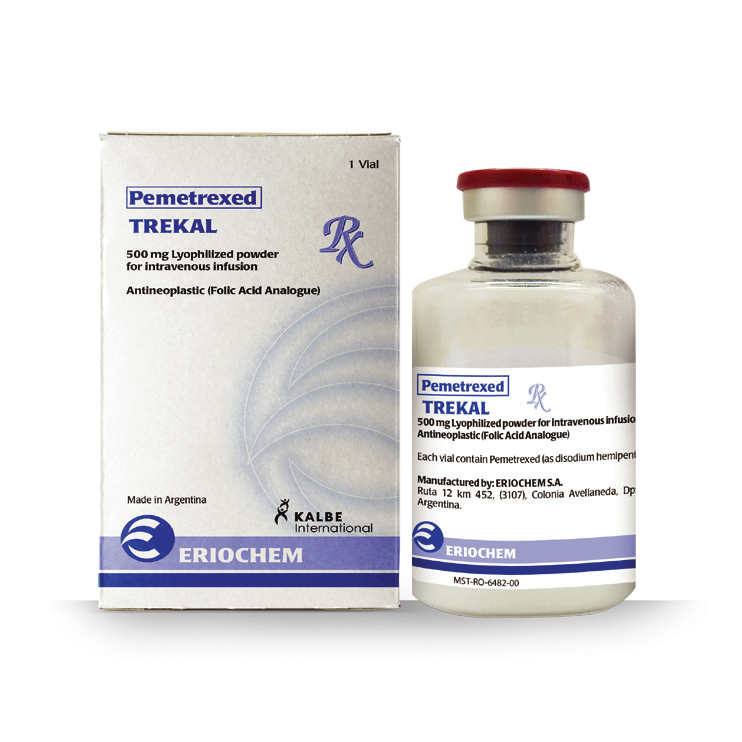 1 Vial
Pemetrexed
TREKAL
Rx
500 mg Lyophilized powder
for intravenous infusion
Antineoplastic (Folic Acid Analogue)
Made in Argentina
KALBE
International
ERIOCHEM
Pemetrexed
Rx
TREKAL
500 mg Lyophilized powder for intravenous infusio
Antineoplastic (Folic Acid Analogue)
Each vial contain Pemetrexed (as disodium hemipent
Manufactured by: ERIOCHEM S.A.
Ruta 12 km 452, (3107), Colonia Avellaneda, Dp
Argentina.
ERIOCHEM
MST-RO-6482-00